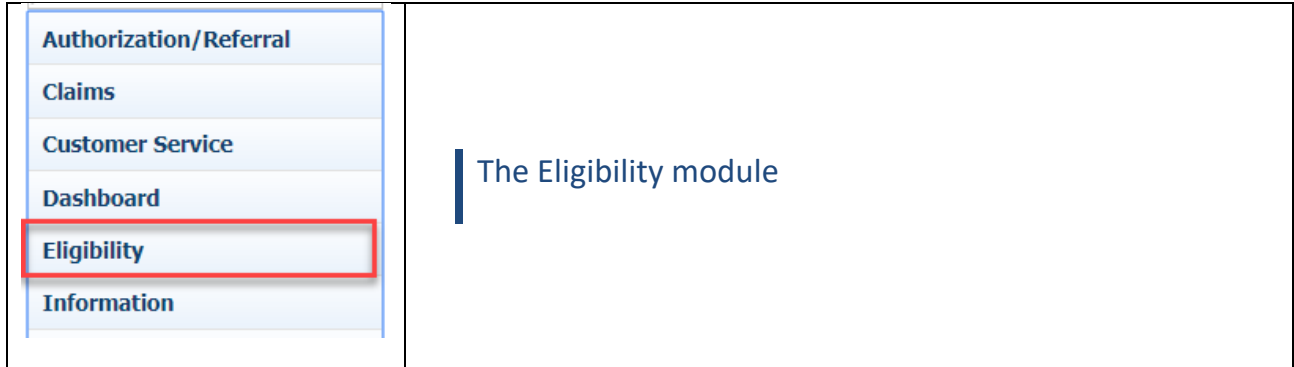 Authorization/Referral
Claims
Customer Service
Dashboard
Eligibility
Information
The Eligibility module